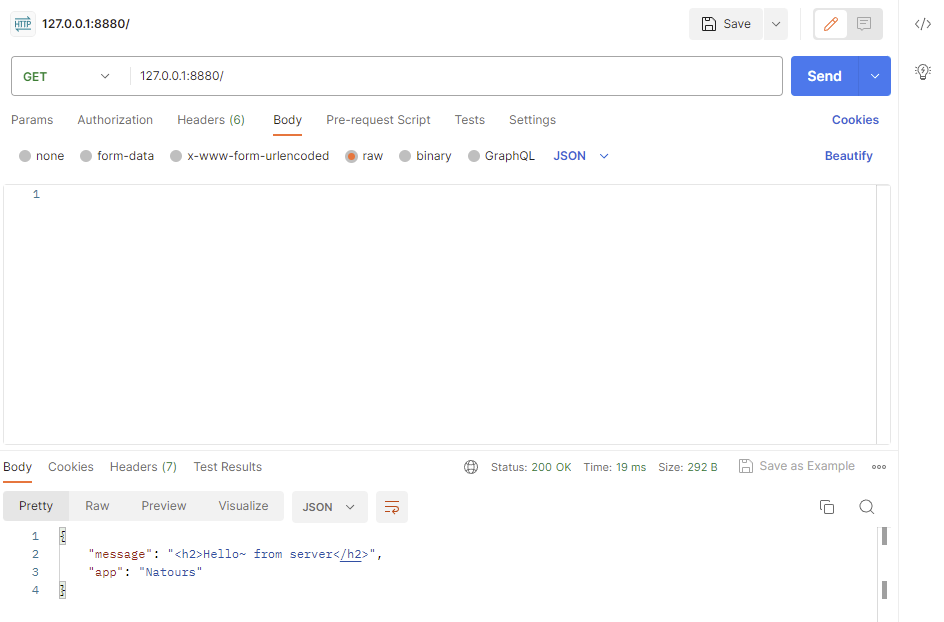 HTTP 127.0.0.1:8880/ Save
GET 127.0.0.1:8880/ Send
Params Authorization Headers (6) Body Pre-request Script Tests Settings Cookies
none form-data x-www-form-urlencoded raw binary GraphQL JSON Beautify
1
Body Cookies Headers (7) Test Results Status: 200 OK Time: 19 ms Size: 292 B Save as Example
Pretty Raw Preview Visualize JSON
1 {
2 "message": "<h2>Hello~ from server</h2>",
3 "app": "Natours"
4 }